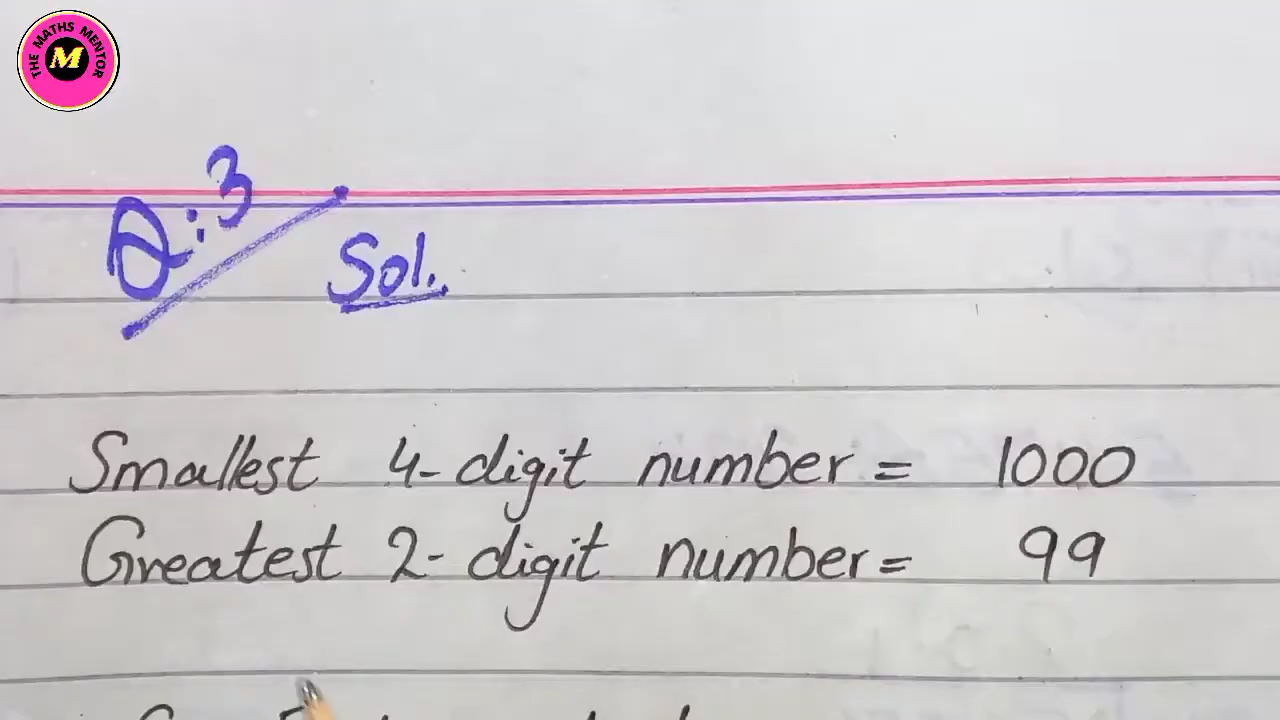 THE MATHS MENTOR
M
Q:3
Sol.
Smallest 4-digit number = 1000
Greatest 2-digit number = 99